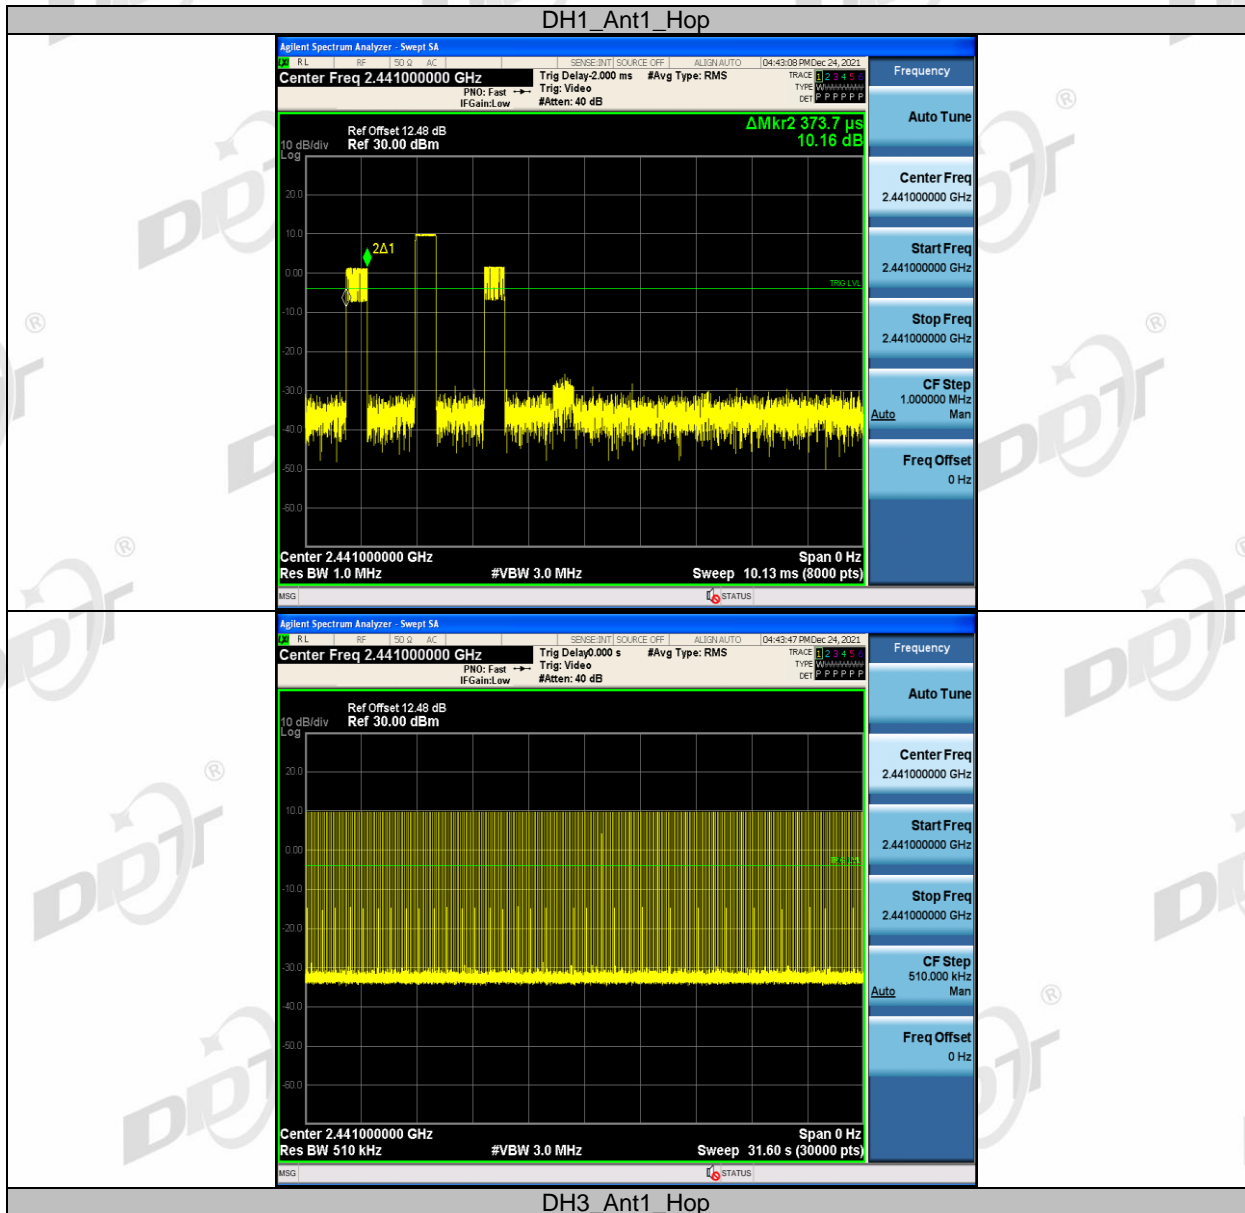 DH1_Ant1_Hop
Agilent Spectrum Analyzer - Swept SA
RL RF 50 Ω AC SENSE:INT SOURCE OFF ALIGN AUTO 04:43:08 PM Dec 24, 2021
Center Freq 2.441000000 GHz
PNO: Fast
IFGain:Low
Trig Delay-2.000 ms
Trig: Video
#Atten: 40 dB
#Avg Type: RMS
TRACE 1 2 3 4 5 6
TYPE W
DET P P P P P P
Frequency
Auto Tune
Center Freq
2.441000000 GHz
Start Freq
2.441000000 GHz
Stop Freq
2.441000000 GHz
CF Step
1.000000 MHz
Auto Man
Freq Offset
0 Hz
ΔMkr2 373.7 µs
10.16 dB
Ref Offset 12.48 dB
10 dB/div Ref 30.00 dBm
Log
20.0
10.0
2Δ1
0.00
TRIG LVL
-10.0
-20.0
-30.0
-40.0
-50.0
-60.0
Center 2.441000000 GHz Span 0 Hz
Res BW 1.0 MHz #VBW 3.0 MHz Sweep 10.13 ms (8000 pts)
MSG STATUS
Agilent Spectrum Analyzer - Swept SA
RL RF 50 Ω AC SENSE:INT SOURCE OFF ALIGN AUTO 04:43:47 PM Dec 24, 2021
Center Freq 2.441000000 GHz
PNO: Fast
IFGain:Low
Trig Delay0.000 s
Trig: Video
#Atten: 40 dB
#Avg Type: RMS
TRACE 1 2 3 4 5 6
TYPE W
DET P P P P P P
Frequency
Auto Tune
Center Freq
2.441000000 GHz
Start Freq
2.441000000 GHz
Stop Freq
2.441000000 GHz
CF Step
510.000 kHz
Auto Man
Freq Offset
0 Hz
Ref Offset 12.48 dB
10 dB/div Ref 30.00 dBm
Log
20.0
10.0
0.00
-10.0
-20.0
-30.0
-40.0
-50.0
-60.0
Center 2.441000000 GHz Span 0 Hz
Res BW 510 kHz #VBW 3.0 MHz Sweep 31.60 s (30000 pts)
MSG STATUS
DH3_Ant1_Hop